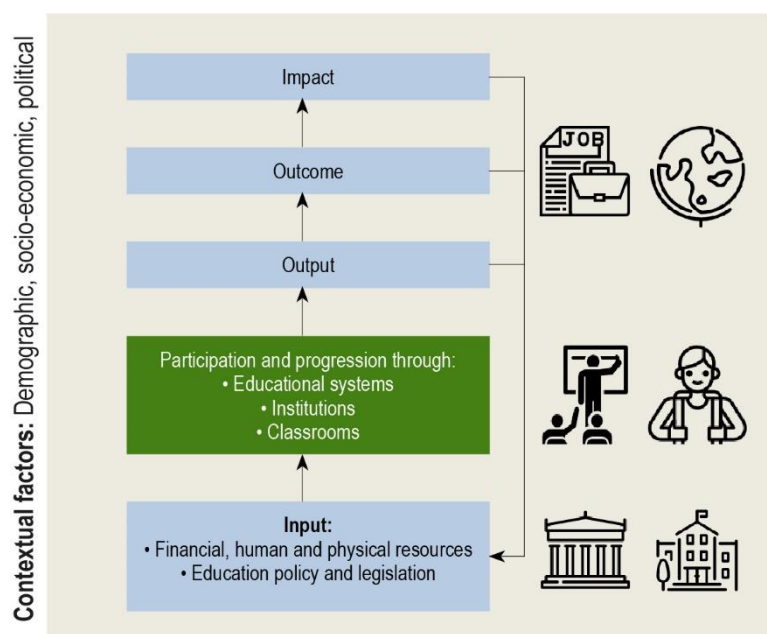 Contextual factors: Demographic, socio-economic, political
Impact
Outcome
Output
Participation and progression through:
• Educational systems
• Institutions
• Classrooms
Input:
• Financial, human and physical resources
• Education policy and legislation
JOB